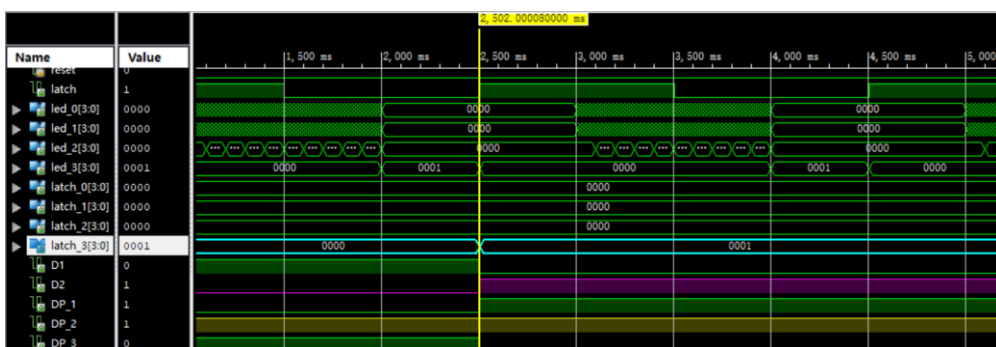 2,502.000080000 ms
Name Value 1,500 ms 2,000 ms 2,500 ms 3,000 ms 3,500 ms 4,000 ms 4,500 ms 5,000
reset 0
latch 1
led_0[3:0] 0000 0000 0000
led_1[3:0] 0000 0000 0000
led_2[3:0] 0000 ... ... ... ... ... ... ... ... ... 0000 ... ... ... ... ... ... ... ... ... 0000
led_3[3:0] 0001 0000 0001 0000 0001 0000
latch_0[3:0] 0000 0000
latch_1[3:0] 0000 0000
latch_2[3:0] 0000 0000
latch_3[3:0] 0001 0000 0001
D1 0
D2 1
DP_1 1
DP_2 1
DP_3 0